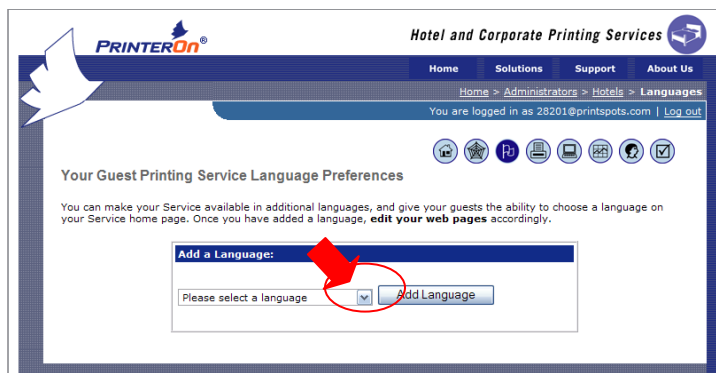 PRINTERON®
Hotel and Corporate Printing Services
Home Solutions Support About Us
Home > Administrators > Hotels > Languages
You are logged in as 28201@printspots.com | Log out
Your Guest Printing Service Language Preferences
You can make your Service available in additional languages, and give your guests the ability to choose a language on
your Service home page. Once you have added a language, edit your web pages accordingly.
Add a Language:
Please select a language
Add Language